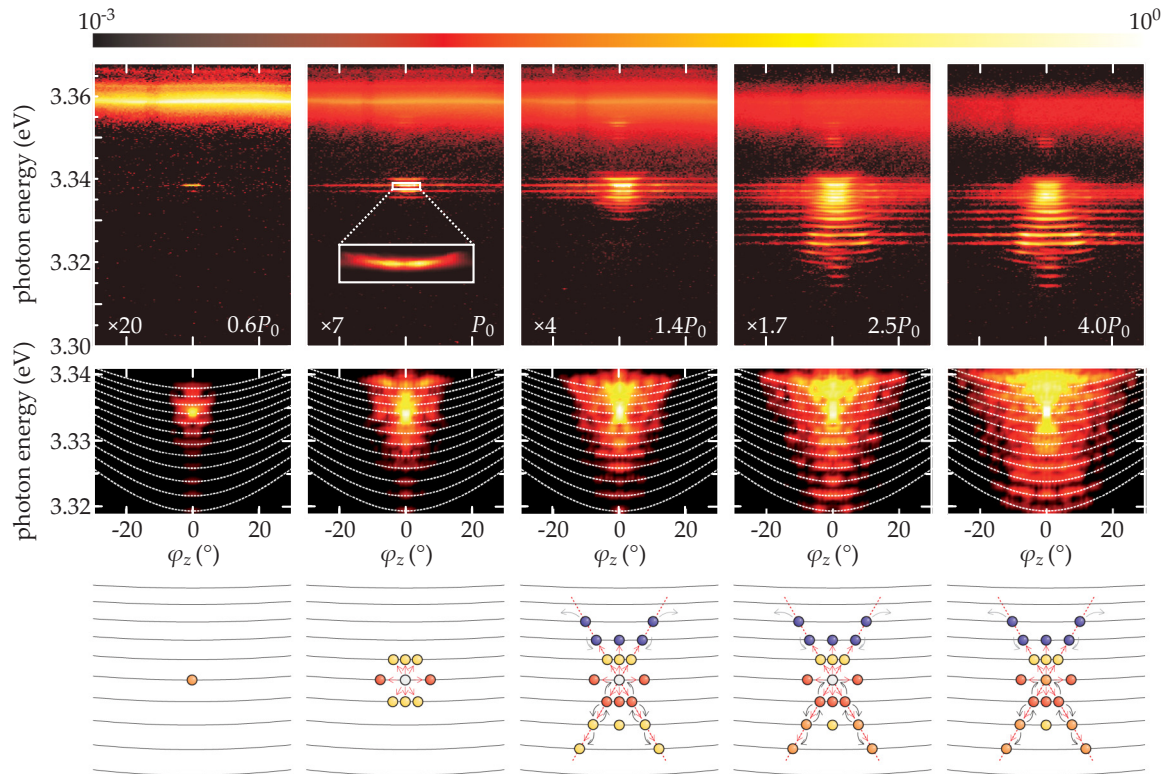 10⁻³ 10⁰
photon energy (eV)
3.36
3.34
3.32
3.30
×20 0.6P₀
×7 P₀
×4 1.4P₀
×1.7 2.5P₀
4.0P₀
photon energy (eV)
3.34
3.33
3.32
-20 0 20 -20 0 20 -20 0 20 -20 0 20 -20 0 20
φz (°) φz (°) φz (°) φz (°) φz (°)